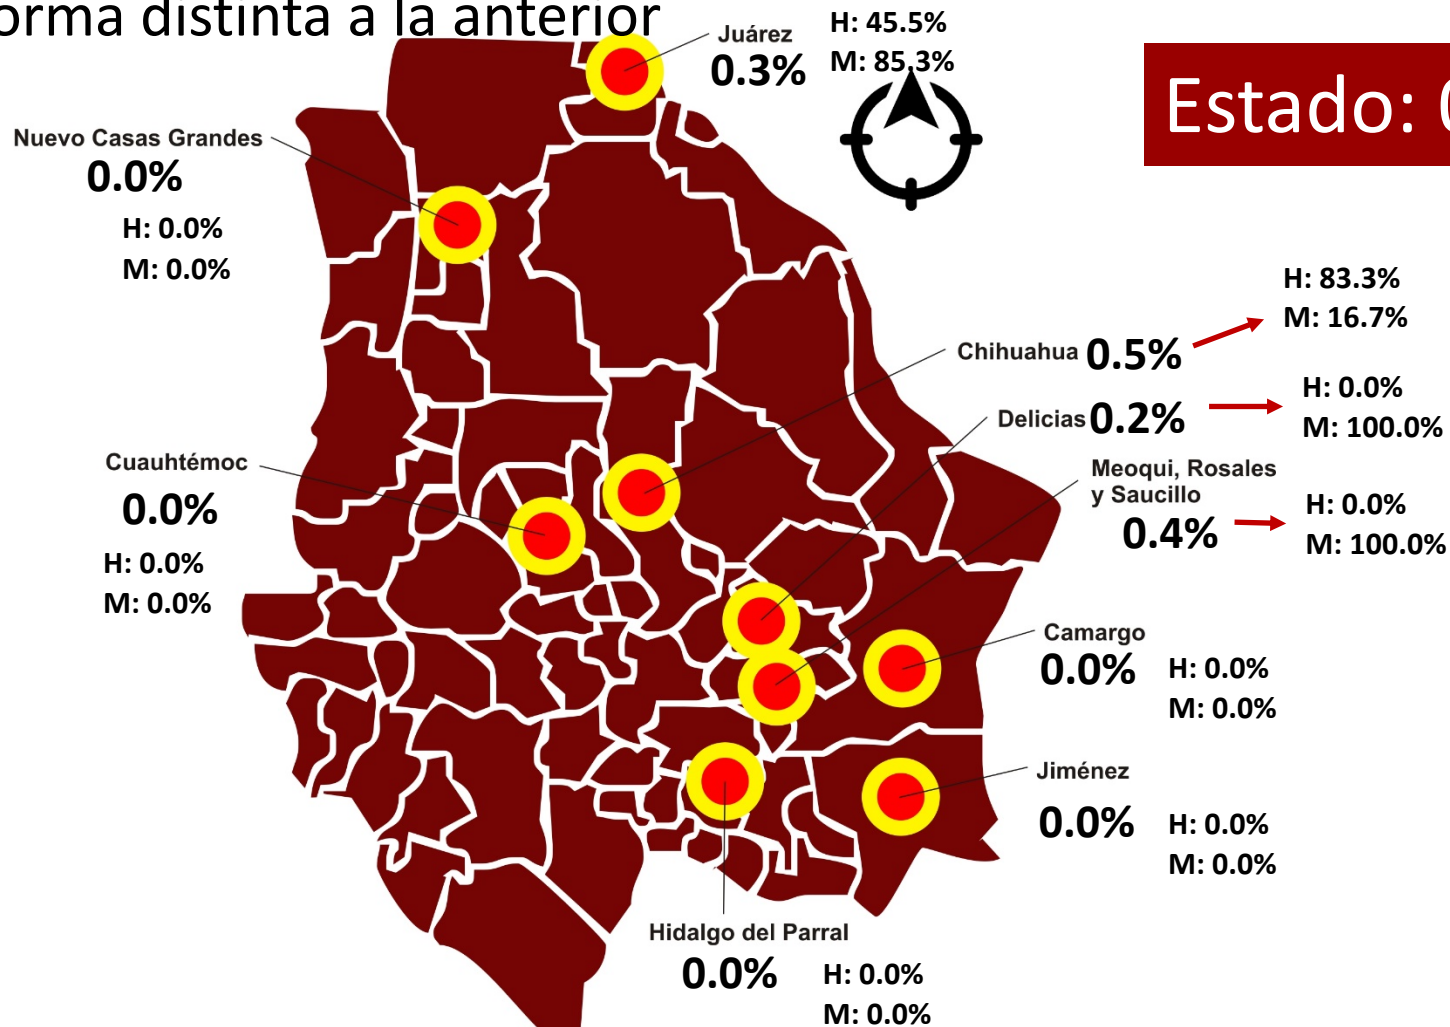 orma distinta a la anterior
Juárez
0.3%
H: 45.5%
M: 85.3%
Estado: 0
Nuevo Casas Grandes
0.0%
H: 0.0%
M: 0.0%
H: 83.3%
M: 16.7%
Chihuahua 0.5%
Delicias 0.2%
H: 0.0%
M: 100.0%
Meoqui, Rosales
y Saucillo
0.4%
H: 0.0%
M: 100.0%
Cuauhtémoc
0.0%
H: 0.0%
M: 0.0%
Camargo
0.0%
H: 0.0%
M: 0.0%
Jiménez
0.0%
H: 0.0%
M: 0.0%
Hidalgo del Parral
0.0%
H: 0.0%
M: 0.0%